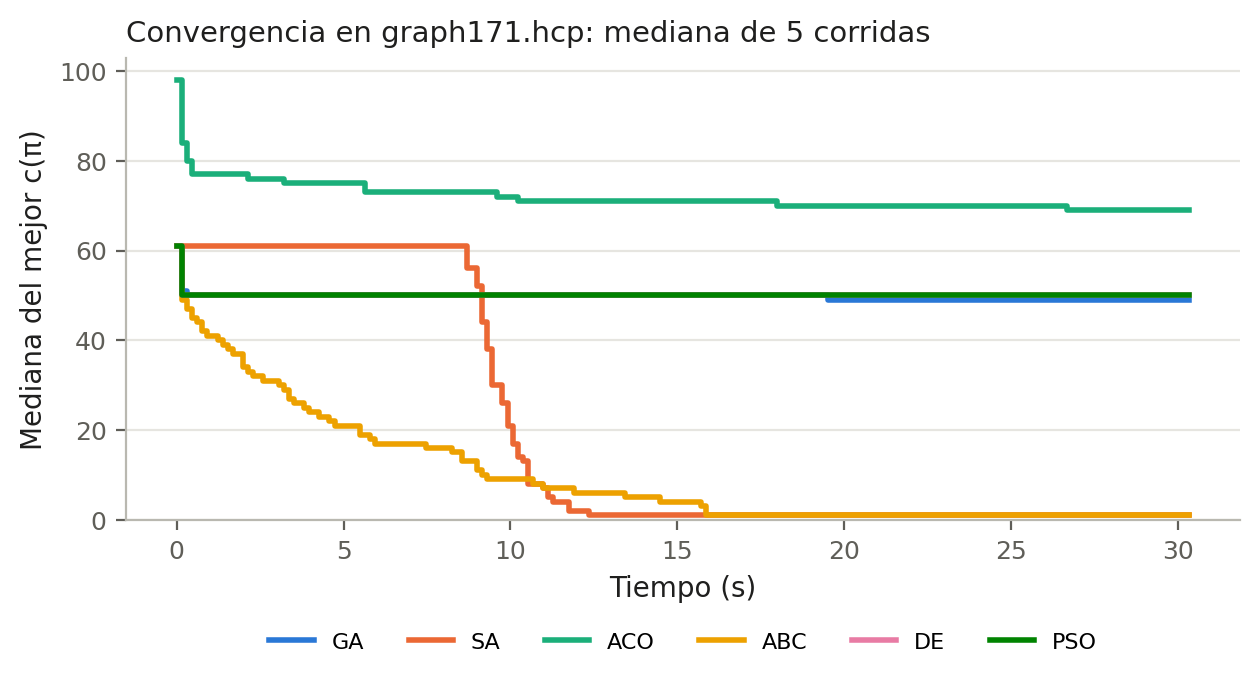 Convergencia en graph171.hcp: mediana de 5 corridas
Mediana del mejor c(π)
100
80
60
40
20
0
0 5 10 15 20 25 30
Tiempo (s)
GA SA ACO ABC DE PSO